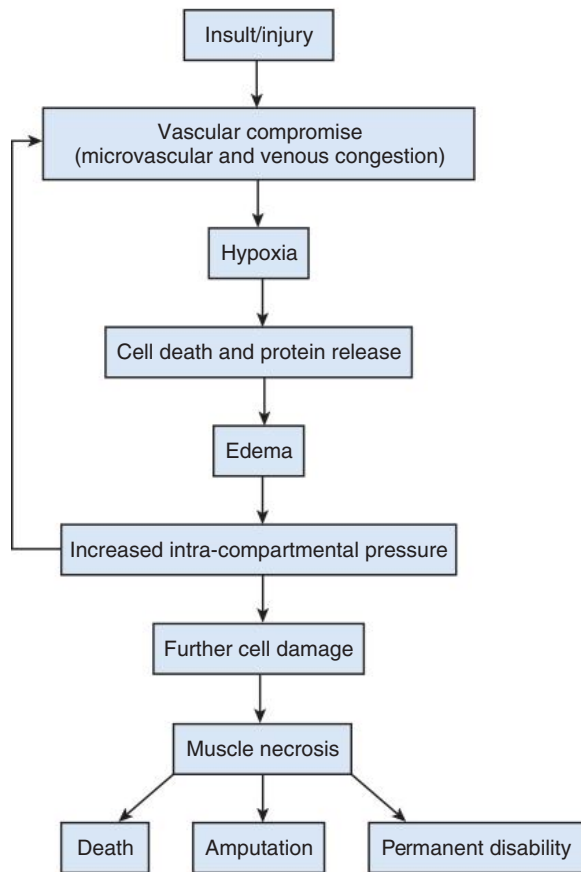 Insult/injury
Vascular compromise
(microvascular and venous congestion)
Hypoxia
Cell death and protein release
Edema
Increased intra-compartmental pressure
Further cell damage
Muscle necrosis
Death
Amputation
Permanent disability